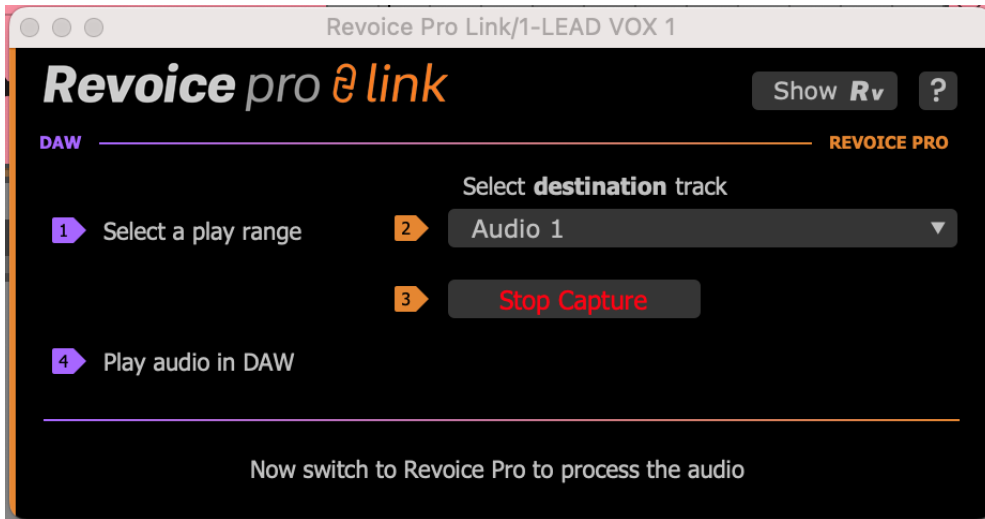 Revoice Pro Link/1-LEAD VOX 1
Revoice pro link
Show Rv ?
DAW REVOICE PRO
Select destination track
1 Select a play range 2 Audio 1
3 Stop Capture
4 Play audio in DAW
Now switch to Revoice Pro to process the audio